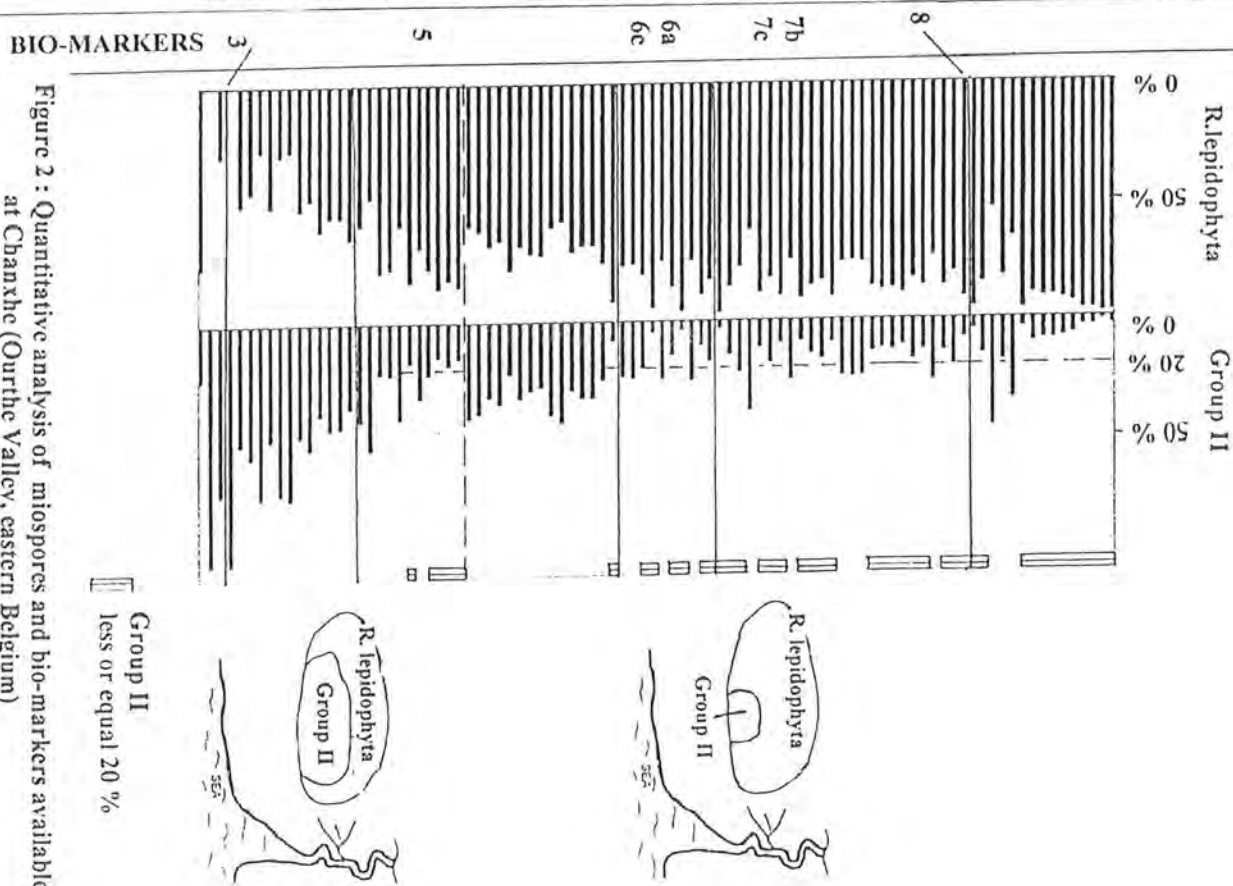 BIO-MARKERS
3
5
6c
6a
7c
7b
8
R.lepidophyta
0 %
50 %
Group II
0 %
20 %
50 %
R. lepidophyta
Group II
SEA
R. lepidophyta
Group II
SEA
Group II
less or equal 20 %
Figure 2 : Quantitative analysis of miospores and bio-markers available
at Chanxhe (Ourthe Valley, eastern Belgium)